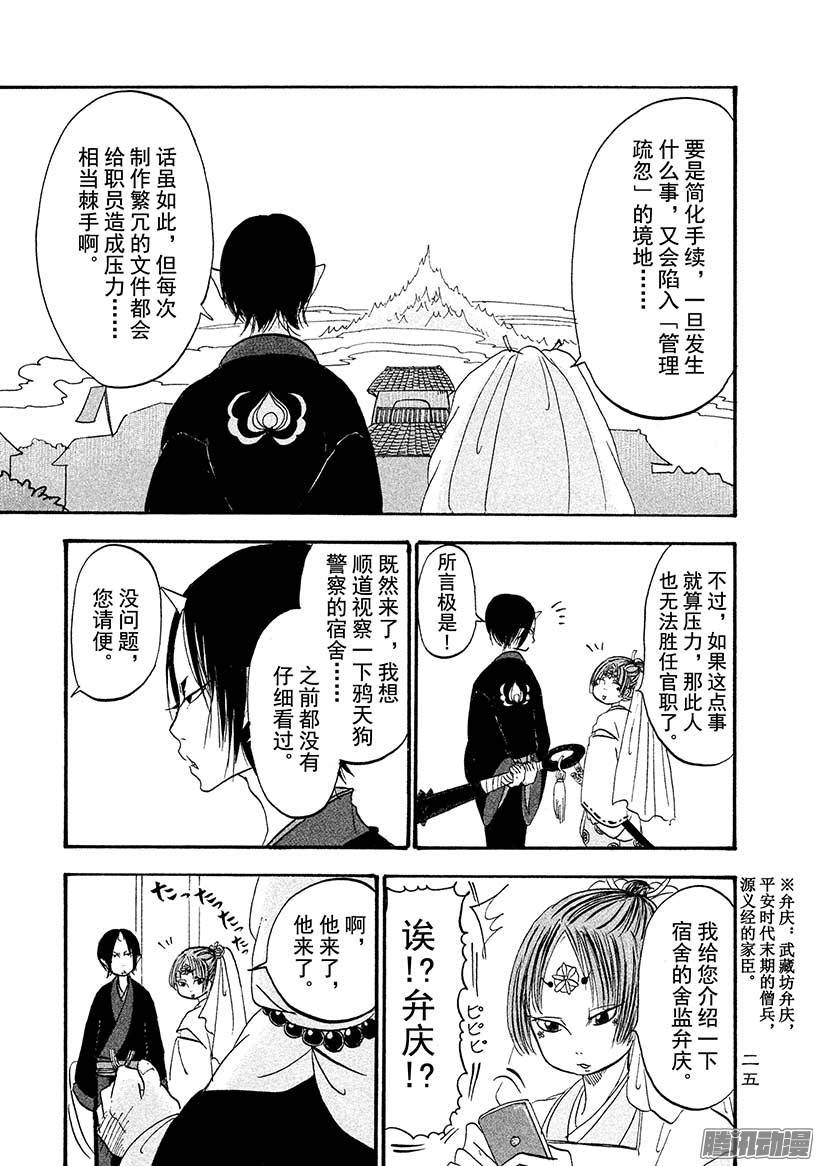 要是简化手续，一旦发生
什么事，又会陷入「管理
疏忽」的境地……
话虽如此，但每次
制作繁冗的文件都会
给职员造成压力……
相当棘手啊。
不过，如果这点事
就算压力，那此人
也无法胜任官职了。
所言极是！
既然来了，我想
顺道视察一下鸦天狗
警察的宿舍……
之前都没有
仔细看过。
没问题，
您请便。
我给您介绍一下
宿舍的舍监弁庆。
ピピピ
诶!?弁庆!?
啊，
他来了，
他来了。
たったったっ
※弁庆：武藏坊弁庆，
平安时代末期的僧兵，
源义经的家臣。
二五
腾讯动漫